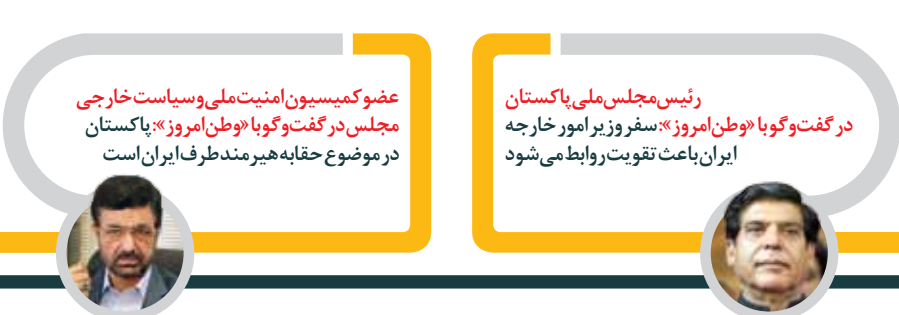 رئیس‌مجلس‌ملی‌پاکستان
در گفت‌وگو با «وطن‌امروز»: سفر وزیر امور خارجه
ایران باعث تقویت روابط می‌شود
عضو کمیسیون امنیت ملی و سیاست خارجی
مجلس در گفت‌وگو با «وطن‌امروز»: پاکستان
در موضوع حقابه هیرمند طرف ایران است